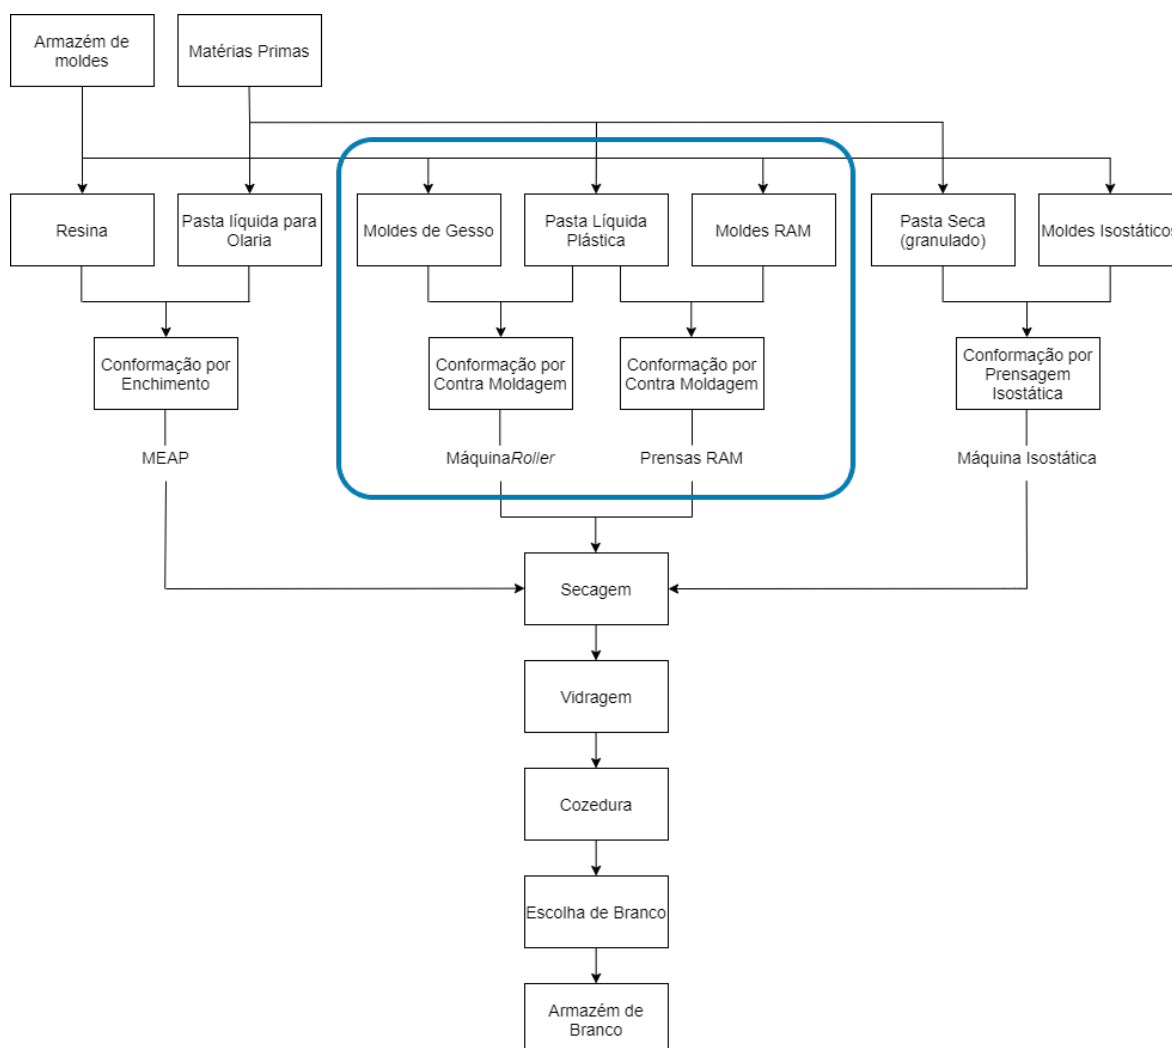 Armazém de
moldes
Matérias Primas
Resina
Pasta líquida para
Olaria
Moldes de Gesso
Pasta Líquida
Plástica
Moldes RAM
Pasta Seca
(granulado)
Moldes Isostáticos
Conformação por
Enchimento
Conformação por
Contra Moldagem
Conformação por
Contra Moldagem
Conformação por
Prensagem
Isostática
MEAP
MáquinaRoller
Prensas RAM
Máquina Isostática
Secagem
Vidragem
Cozedura
Escolha de Branco
Armazém de
Branco